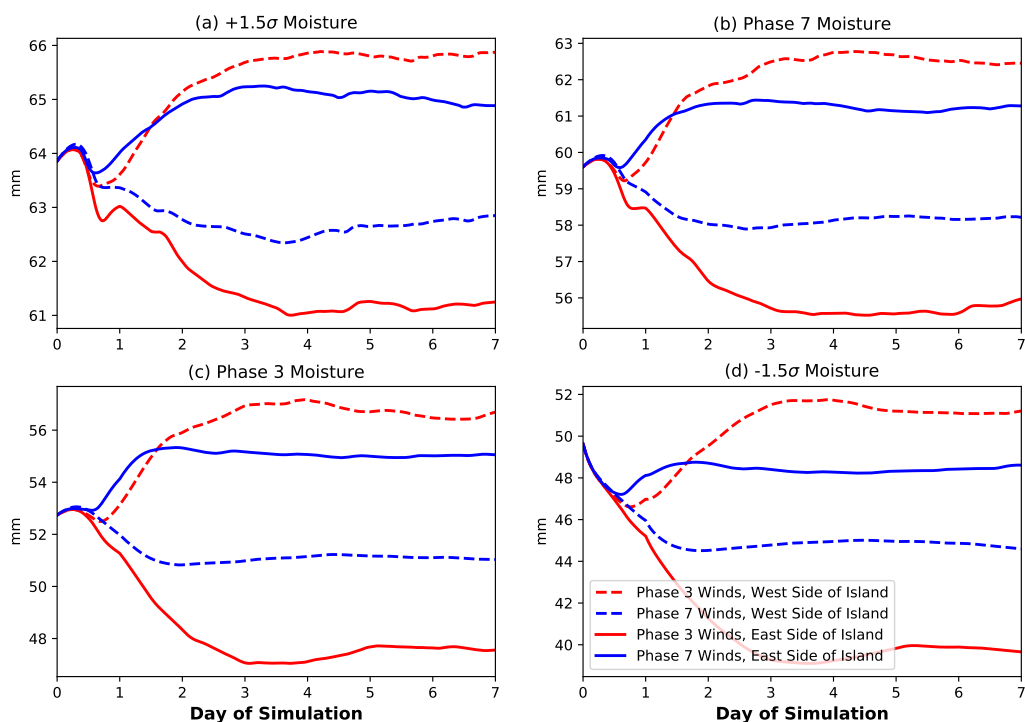 (a) +1.5σ Moisture
66
65
64
63
62
61
mm
0 1 2 3 4 5 6 7
(b) Phase 7 Moisture
63
62
61
60
59
58
57
56
mm
0 1 2 3 4 5 6 7
(c) Phase 3 Moisture
56
54
52
50
48
mm
0 1 2 3 4 5 6 7
Day of Simulation
(d) -1.5σ Moisture
52
50
48
46
44
42
40
mm
Phase 3 Winds, West Side of Island
Phase 7 Winds, West Side of Island
Phase 3 Winds, East Side of Island
Phase 7 Winds, East Side of Island
0 1 2 3 4 5 6 7
Day of Simulation